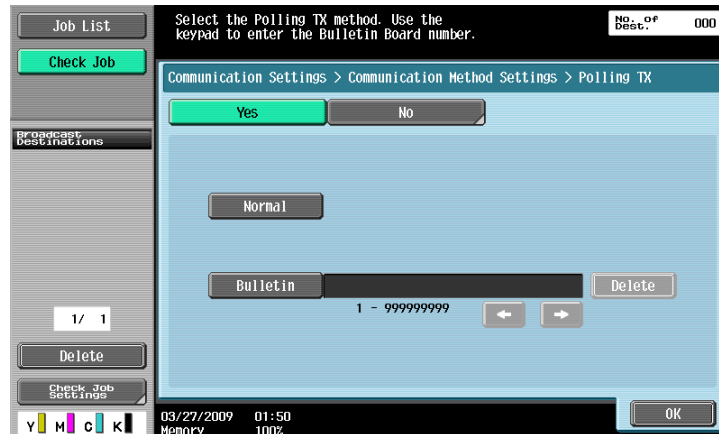 Job List
Check Job
Select the Polling TX method. Use the
keypad to enter the Bulletin Board number.
No. of
Dest.
000
Communication Settings > Communication Method Settings > Polling TX
Yes
No
Broadcast
Destinations
Normal
Bulletin
Delete
1 - 999999999
1/ 1
Delete
Check Job
Settings
Y M C K
03/27/2009 01:50
Memory 100%
OK